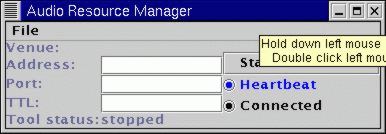 Audio Resource Manager
File
Hold down left mouse
Double click left mou
Venue:
Address:
Port:
Heartbeat
TTL:
Connected
Tool status:stopped